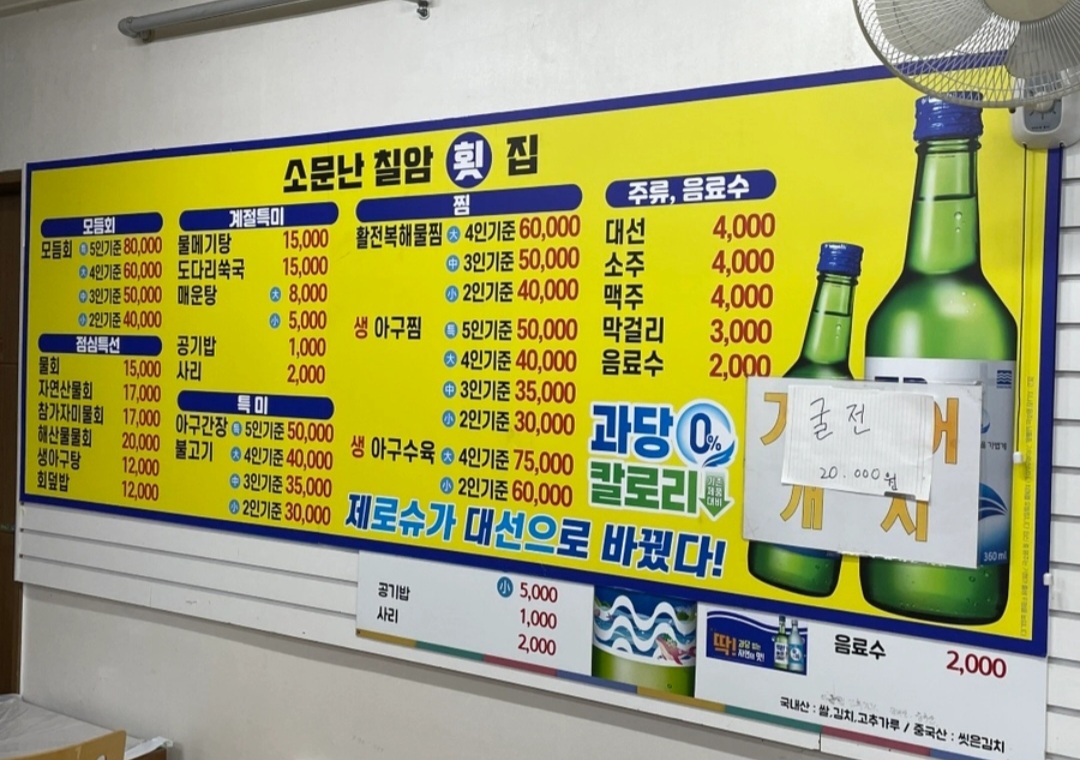 소문난 칠암 횟 집
모듬회
모듬회 특 5인기준 80,000
大 4인기준 60,000
中 3인기준 50,000
小 2인기준 40,000
점심특선
물회 15,000
자연산물회 17,000
참가자미물회 17,000
해산물물회 20,000
생아구탕 12,000
회덮밥 12,000
계절특미
물메기탕 15,000
도다리쑥국 15,000
매운탕 大 8,000
小 5,000
공기밥 1,000
사리 2,000
특 미
아구간장 특 5인기준 50,000
불고기 大 4인기준 40,000
中 3인기준 35,000
小 2인기준 30,000
찜
활전복해물찜 大 4인기준 60,000
中 3인기준 50,000
小 2인기준 40,000
생 아구찜 특 5인기준 50,000
大 4인기준 40,000
中 3인기준 35,000
小 2인기준 30,000
생 아구수육 大 4인기준 75,000
小 2인기준 60,000
주류, 음료수
대선 4,000
소주 4,000
맥주 4,000
막걸리 3,000
음료수 2,000
과당 0%
칼로리 기존 제품 대비
제로슈가 대선으로 바꿨다!
굴전
20.000원
개 시
360ml
小 5,000
공기밥 1,000
사리 2,000
딱!
음료수 2,000
국내산 : 쌀,김치,고추가루 / 중국산 : 씻은김치